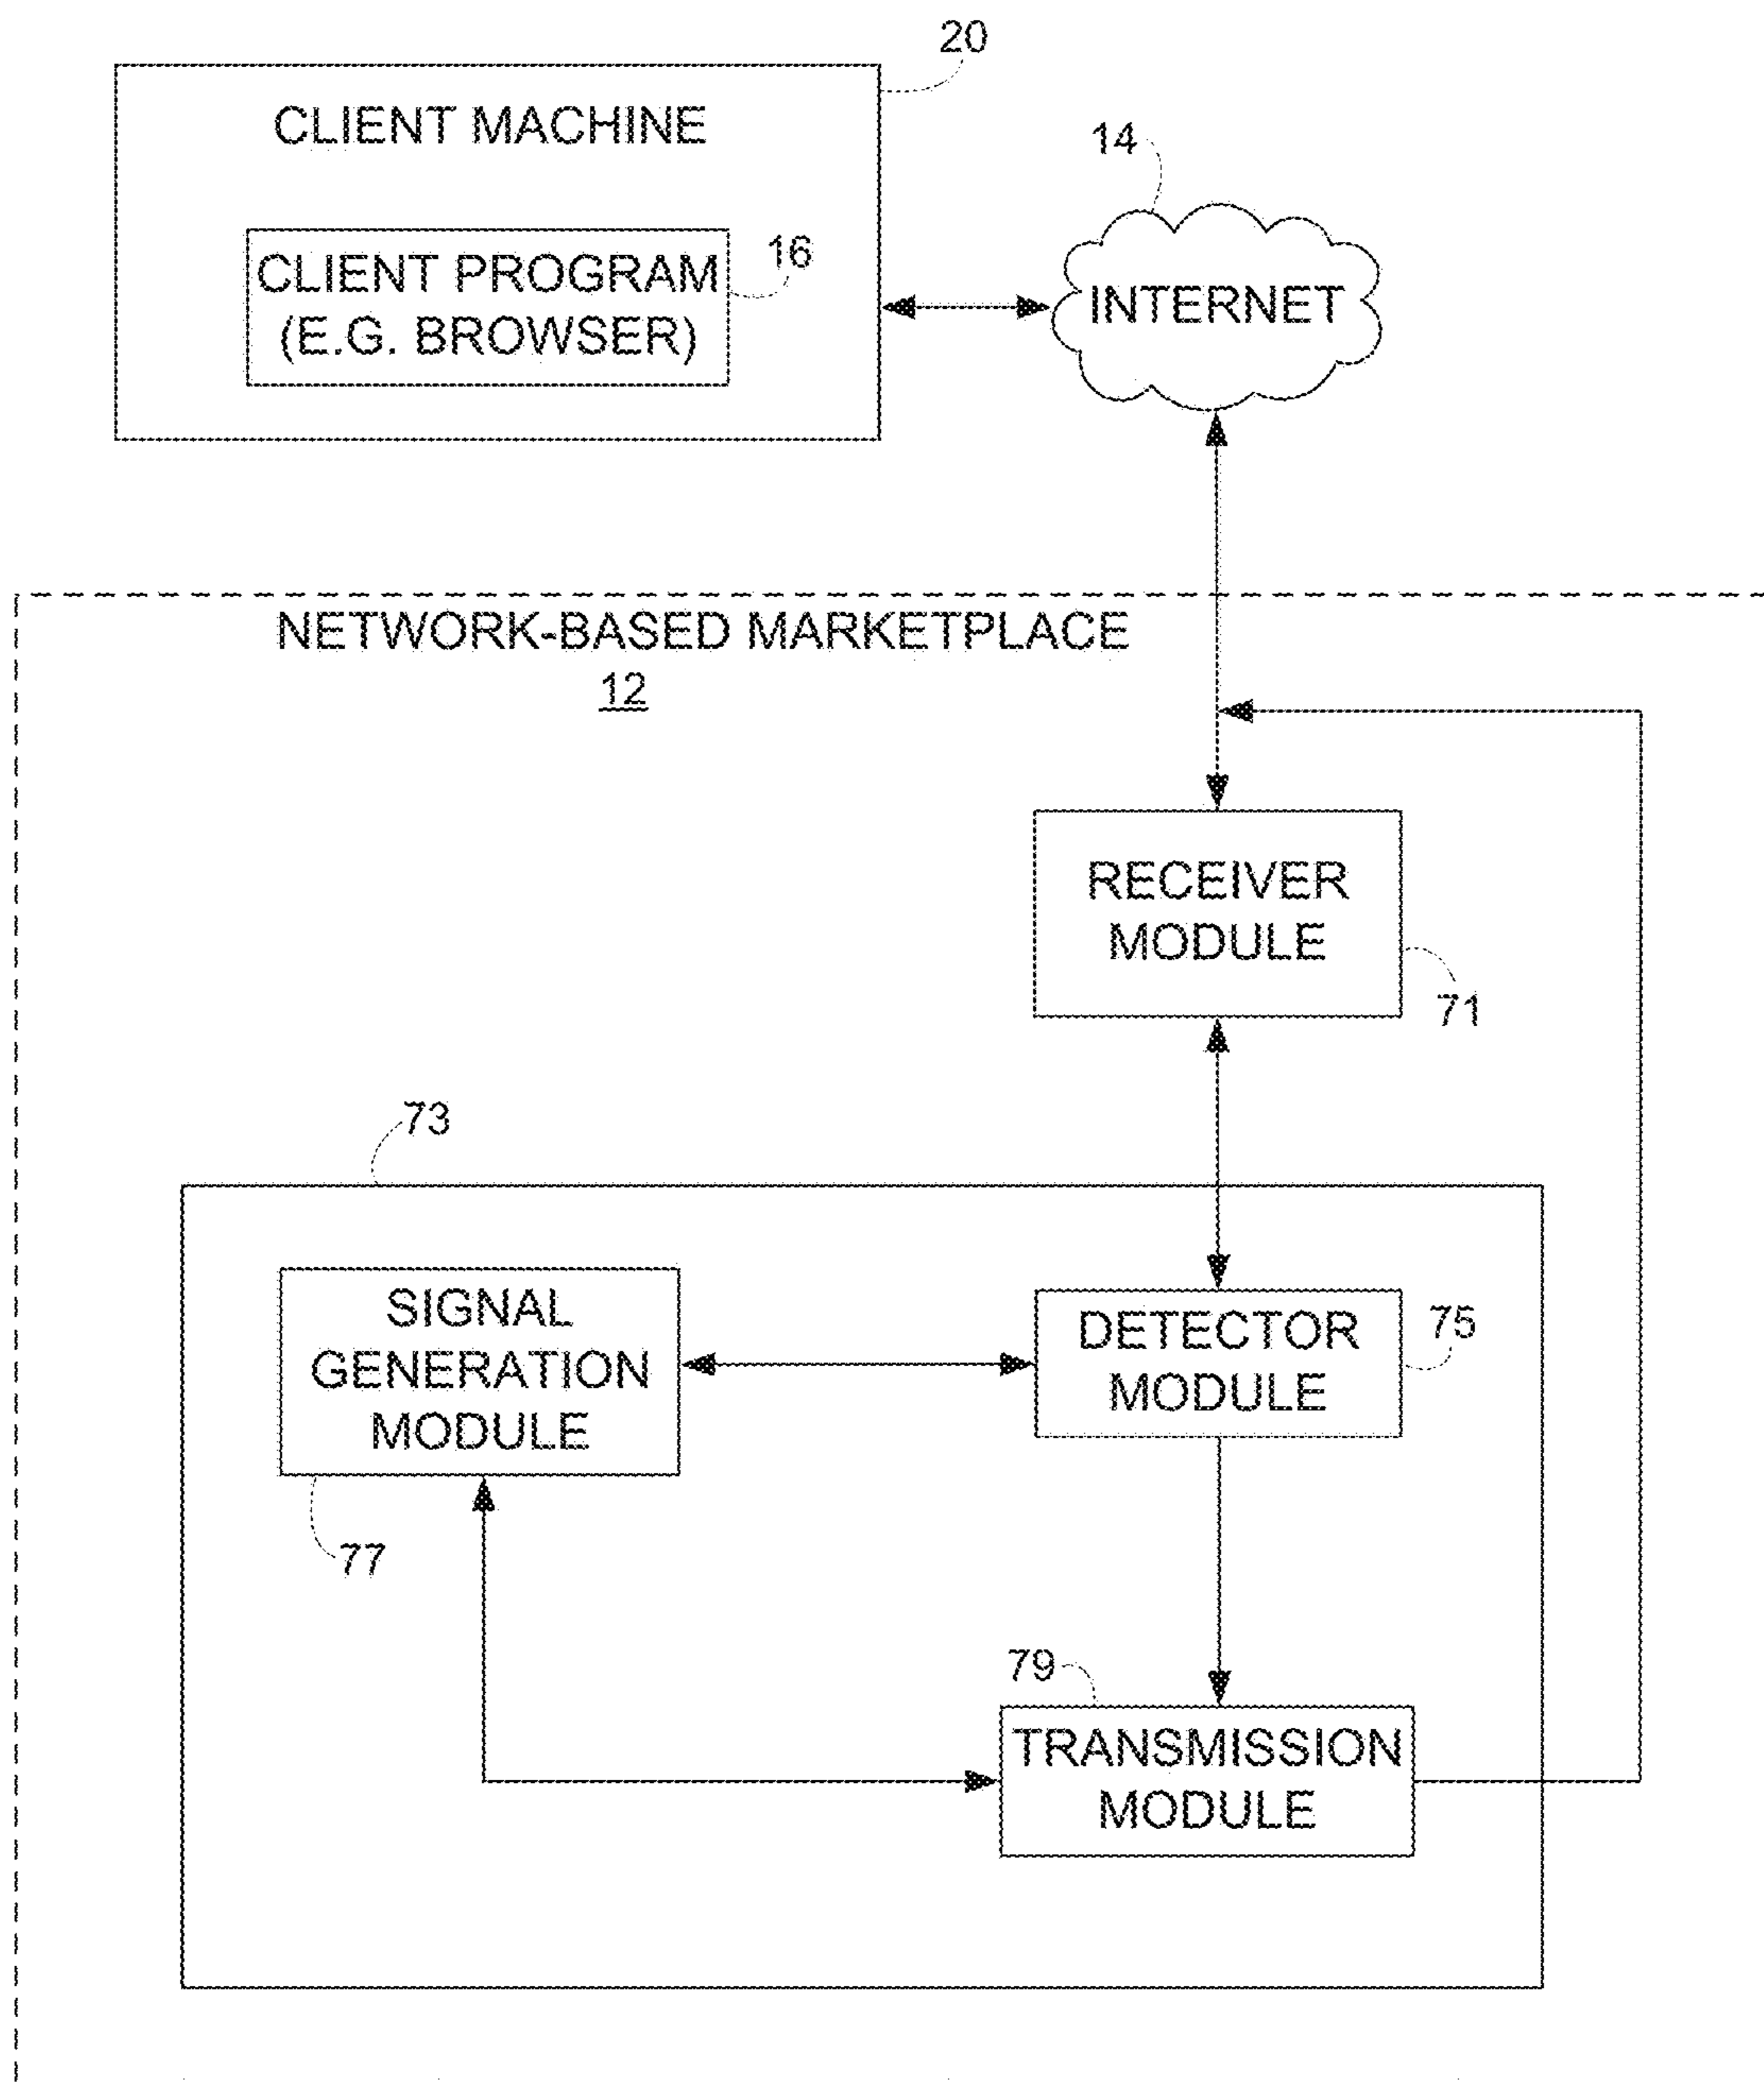 20
CLIENT MACHINE
14
16
CLIENT PROGRAM
(E.G. BROWSER)
INTERNET
NETWORK-BASED MARKETPLACE
12
RECEIVER
MODULE
71
73
SIGNAL
GENERATION
MODULE
77
DETECTOR
MODULE
75
79
TRANSMISSION
MODULE